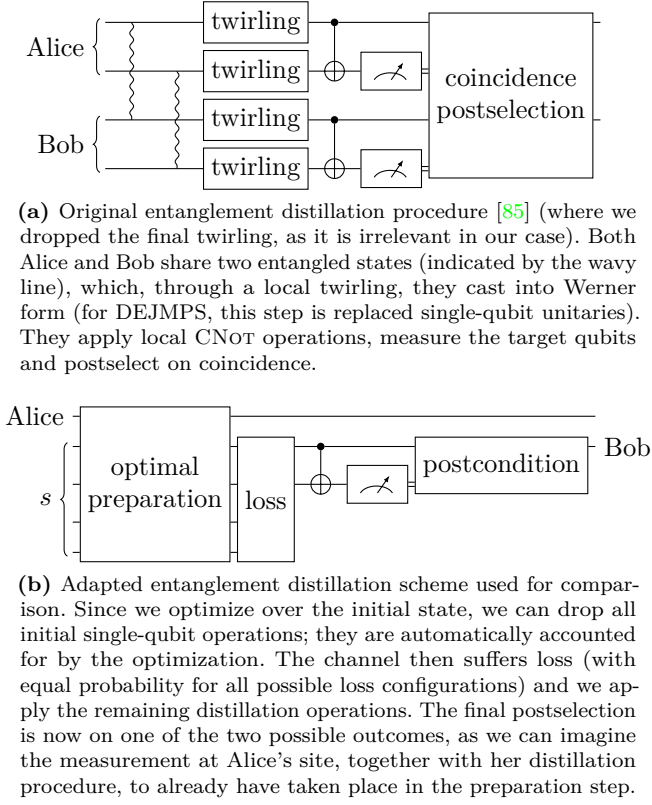 Alice
Bob
twirling
twirling
twirling
twirling
coincidence
postselection
(a) Original entanglement distillation procedure [85] (where we
dropped the final twirling, as it is irrelevant in our case). Both
Alice and Bob share two entangled states (indicated by the wavy
line), which, through a local twirling, they cast into Werner
form (for DEJMPS, this step is replaced single-qubit unitaries).
They apply local CNOT operations, measure the target qubits
and postselect on coincidence.
Alice
s
optimal
preparation
loss
postcondition
Bob
(b) Adapted entanglement distillation scheme used for compar-
ison. Since we optimize over the initial state, we can drop all
initial single-qubit operations; they are automatically accounted
for by the optimization. The channel then suffers loss (with
equal probability for all possible loss configurations) and we ap-
ply the remaining distillation operations. The final postselection
is now on one of the two possible outcomes, as we can imagine
the measurement at Alice's site, together with her distillation
procedure, to already have taken place in the preparation step.